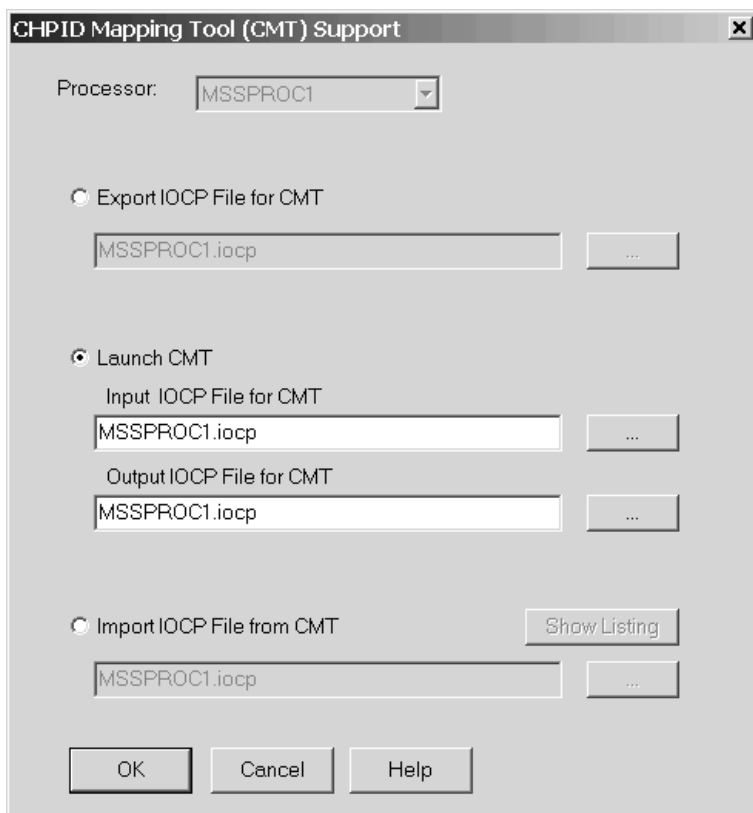 CHPID Mapping Tool (CMT) Support
Processor: MSSPROC1
Export IOCP File for CMT
MSSPROC1.iocp ...
Launch CMT
Input IOCP File for CMT
MSSPROC1.iocp ...
Output IOCP File for CMT
MSSPROC1.iocp ...
Import IOCP File from CMT Show Listing
MSSPROC1.iocp ...
OK Cancel Help